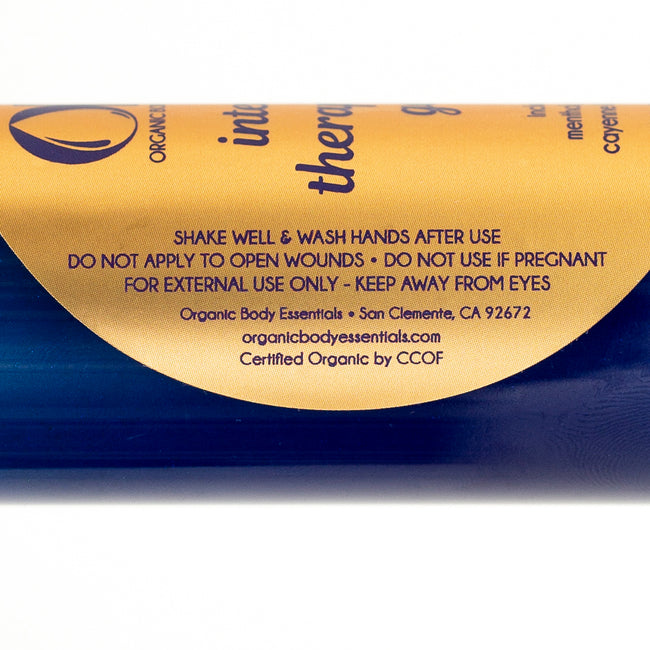 ORGANIC
SHAKE WELL & WASH HANDS AFTER USE
DO NOT APPLY TO OPEN WOUNDS • DO NOT USE IF PREGNANT
FOR EXTERNAL USE ONLY - KEEP AWAY FROM EYES
Organic Body Essentials • San Clemente, CA 92672
organicbodyessentials.com
Certified Organic by CCOF
cayenne